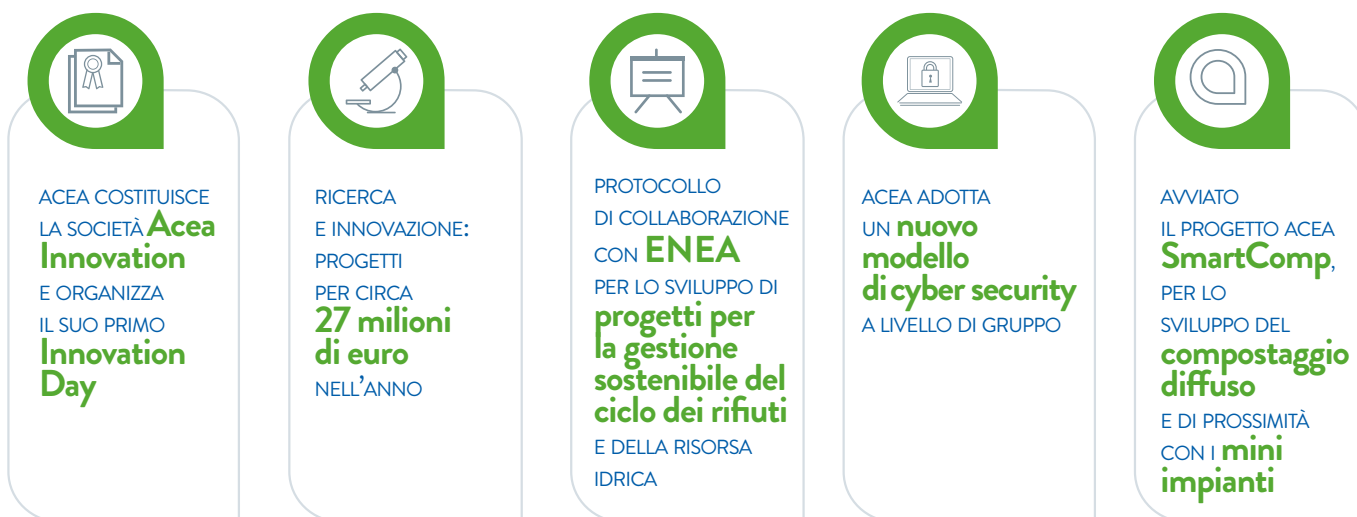 ACEA COSTITUISCE
LA SOCIETÀ Acea
Innovation
E ORGANIZZA
IL SUO PRIMO
Innovation
Day
RICERCA
E INNOVAZIONE:
PROGETTI
PER CIRCA
27 milioni
di euro
NELL'ANNO
PROTOCOLLO
DI COLLABORAZIONE
CON ENEA
PER LO SVILUPPO DI
progetti per
la gestione
sostenibile del
ciclo dei rifiuti
E DELLA RISORSA
IDRICA
ACEA ADOTTA
UN nuovo
modello
di cyber security
A LIVELLO DI GRUPPO
AVVIATO
IL PROGETTO ACEA
SmartComp,
PER LO
SVILUPPO DEL
compostaggio
diffuso
E DI PROSSIMITÀ
CON I mini
impianti